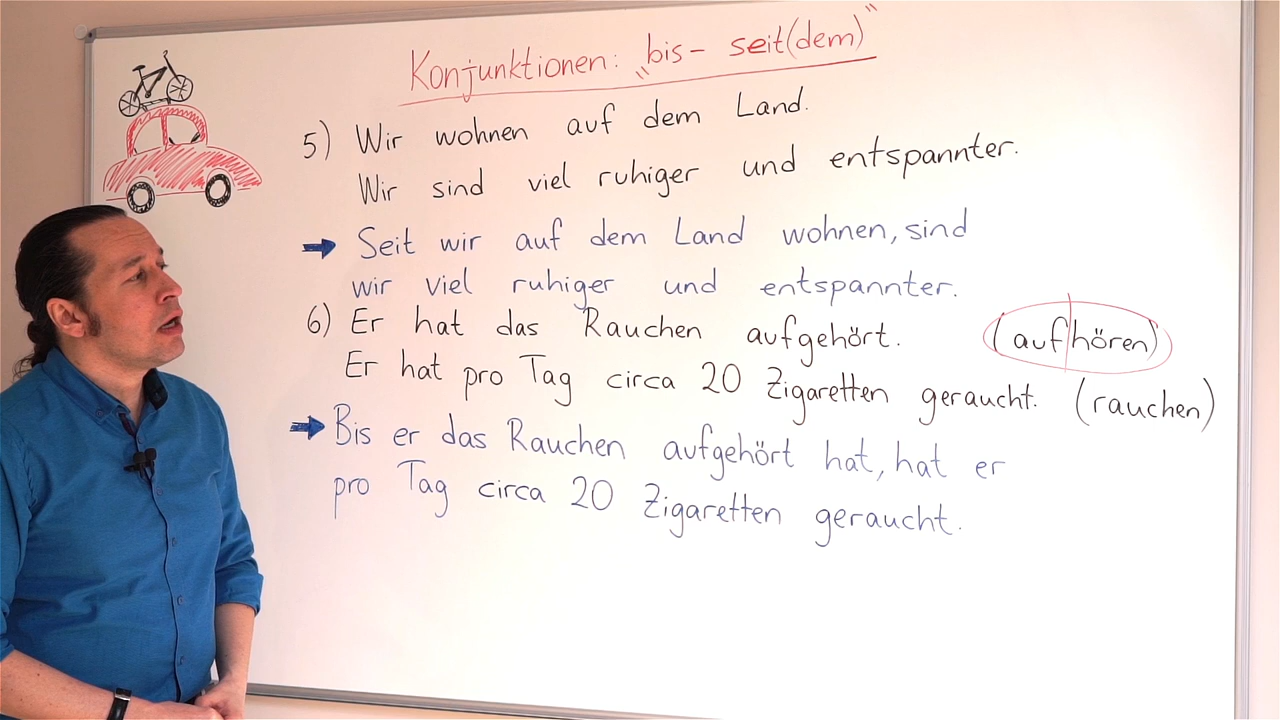 Konjunktionen: "bis - seit(dem)"
5) Wir wohnen auf dem Land.
Wir sind viel ruhiger und entspannter.
➡ Seit wir auf dem Land wohnen, sind
wir viel ruhiger und entspannter.
6) Er hat das Rauchen aufgehört. (auf|hören)
Er hat pro Tag circa 20 Zigaretten geraucht. (rauchen)
➡ Bis er das Rauchen aufgehört hat, hat er
pro Tag circa 20 Zigaretten geraucht.